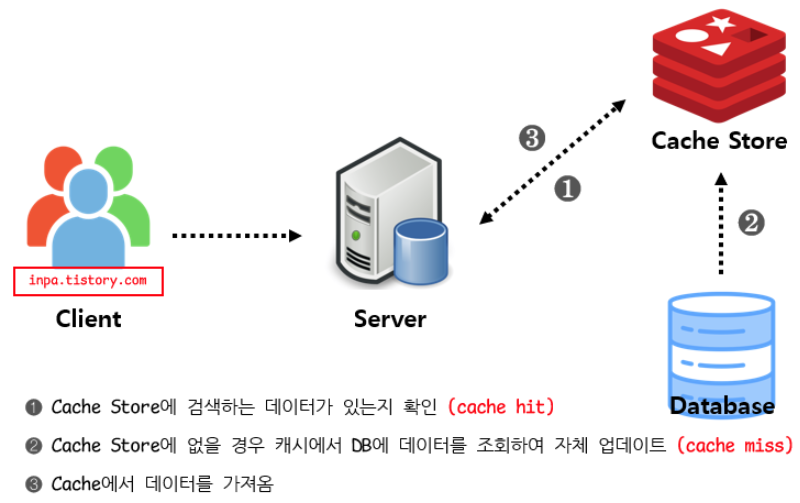 ❸
Cache Store
❶
❷
inpa.tistory.com
Client
Server
Database
❶ Cache Store에 검색하는 데이터가 있는지 확인 (cache hit)
❷ Cache Store에 없을 경우 캐시에서 DB에 데이터를 조회하여 자체 업데이트 (cache miss)
❸ Cache에서 데이터를 가져옴